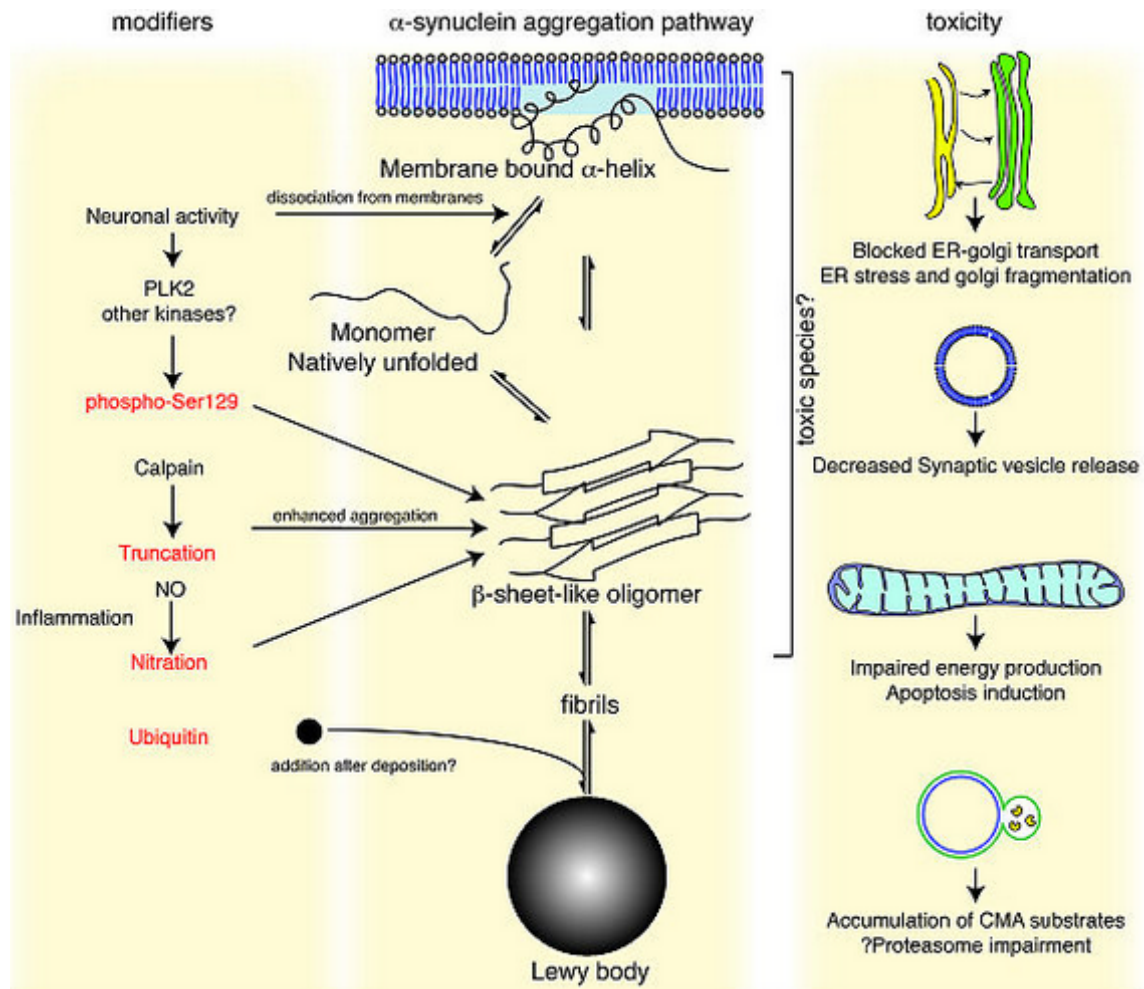 modifiers
α-synuclein aggregation pathway
toxicity
Membrane bound α-helix
dissociation from membranes
Neuronal activity
PLK2
other kinases?
phospho-Ser129
Monomer
Natively unfolded
Calpain
enhanced aggregation
Truncation
NO
Inflammation
Nitration
β-sheet-like oligomer
fibrils
Ubiquitin
addition after deposition?
Lewy body
toxic species?
Blocked ER-golgi transport
ER stress and golgi fragmentation
Decreased Synaptic vesicle release
Impaired energy production
Apoptosis induction
Accumulation of CMA substrates
?Proteasome impairment